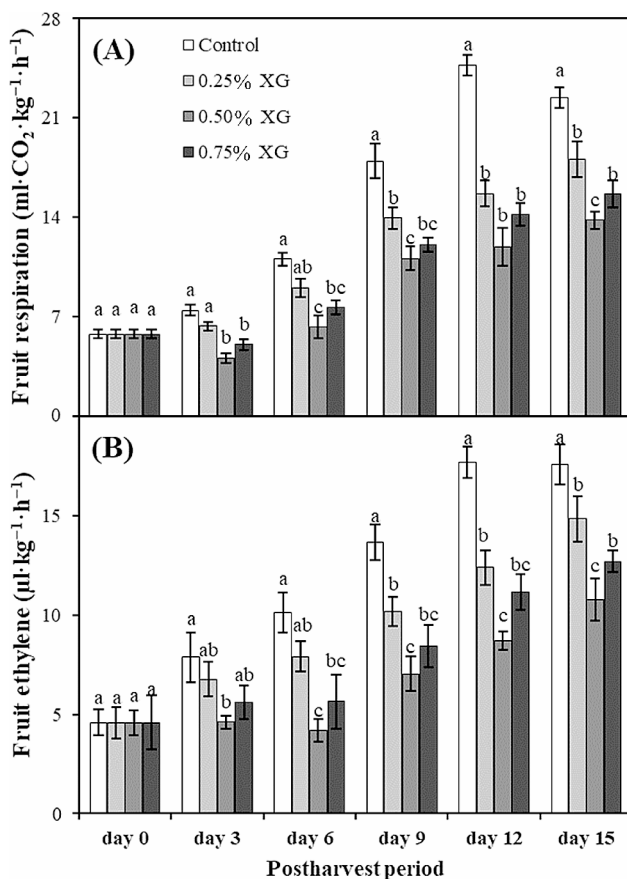 28
21
14
7
0
Fruit respiration (ml·CO₂·kg⁻¹·h⁻¹)
(A)
Control
0.25% XG
0.50% XG
0.75% XG
a a a a
a a b b
a ab c bc
a b c bc
a b b b
a b c b
15
10
5
0
Fruit ethylene (μl·kg⁻¹·h⁻¹)
(B)
a a a a
a ab b ab
a ab c bc
a b c bc
a b c bc
a b c b
day 0 day 3 day 6 day 9 day 12 day 15
Postharvest period